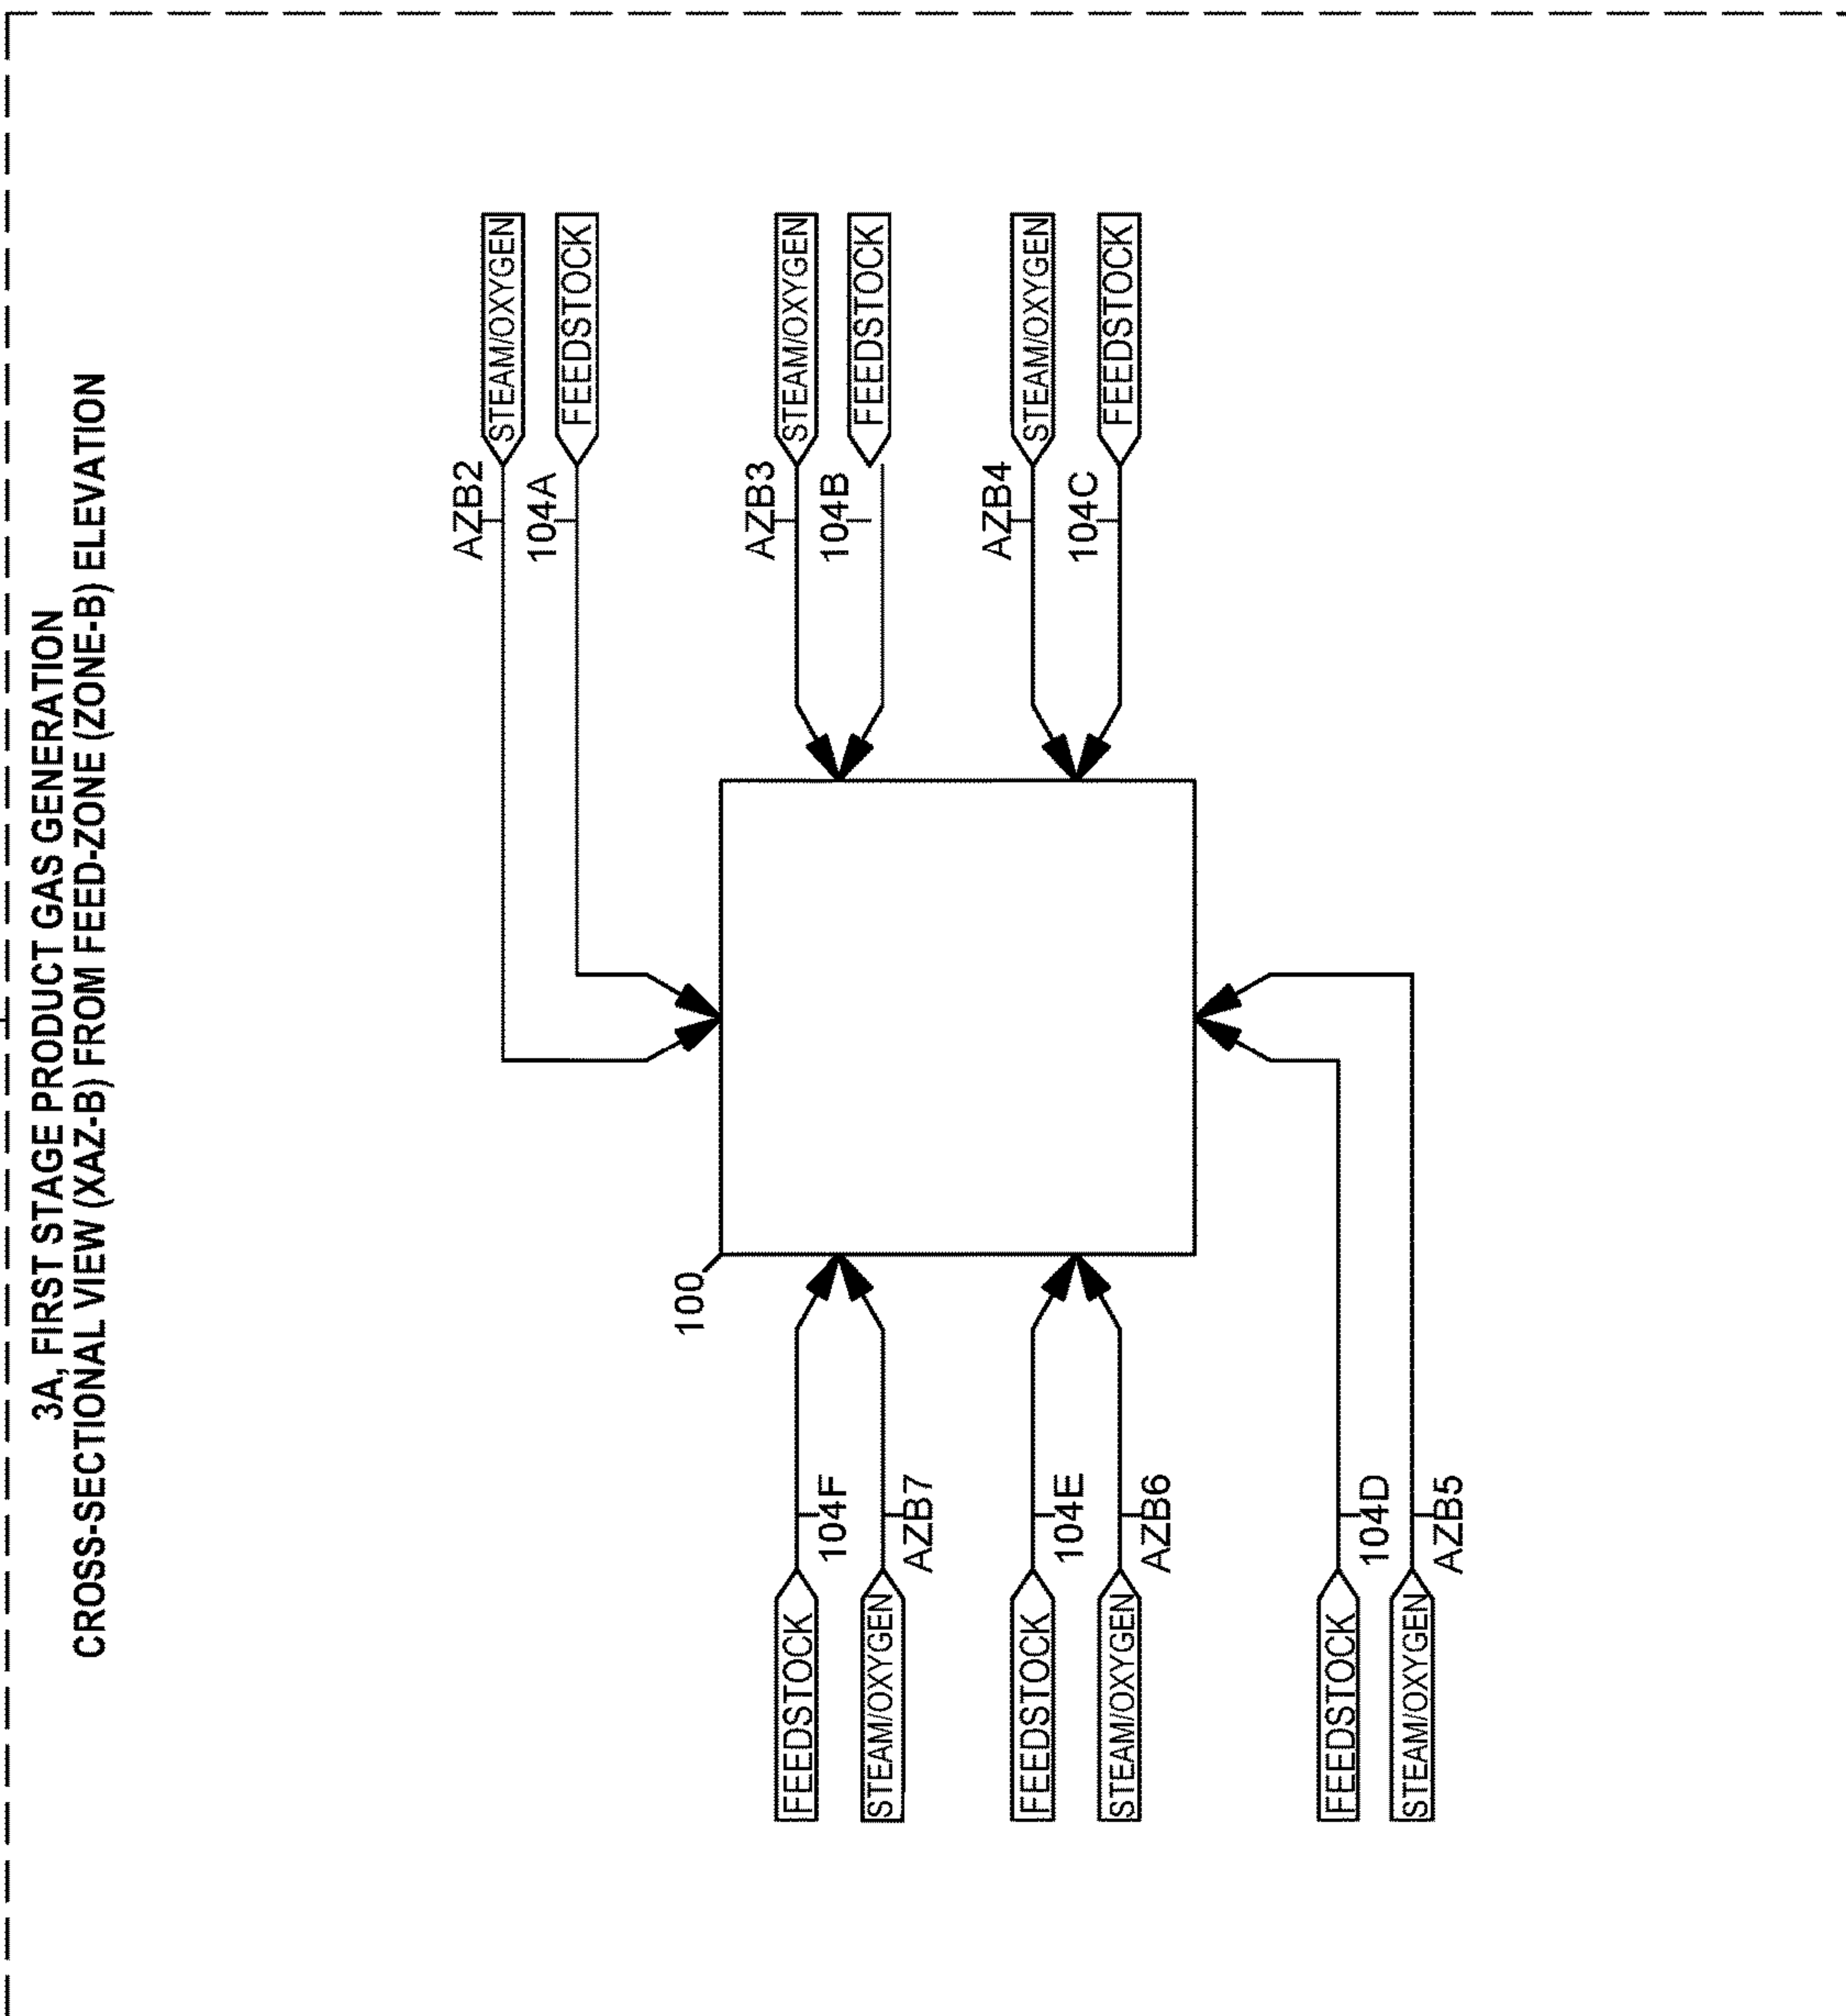 3A, FIRST STAGE PRODUCT GAS GENERATION
CROSS-SECTIONAL VIEW (XAZ-B) FROM FEED-ZONE (ZONE-B) ELEVATION
AZB2
STEAM/OXYGEN
104A
FEEDSTOCK
100
AZB3
FEEDSTOCK
STEAM/OXYGEN
104F
104B
STEAM/OXYGEN
FEEDSTOCK
AZB7
AZB4
FEEDSTOCK
STEAM/OXYGEN
104E
104C
STEAM/OXYGEN
FEEDSTOCK
AZB6
FEEDSTOCK
104D
STEAM/OXYGEN
AZB5